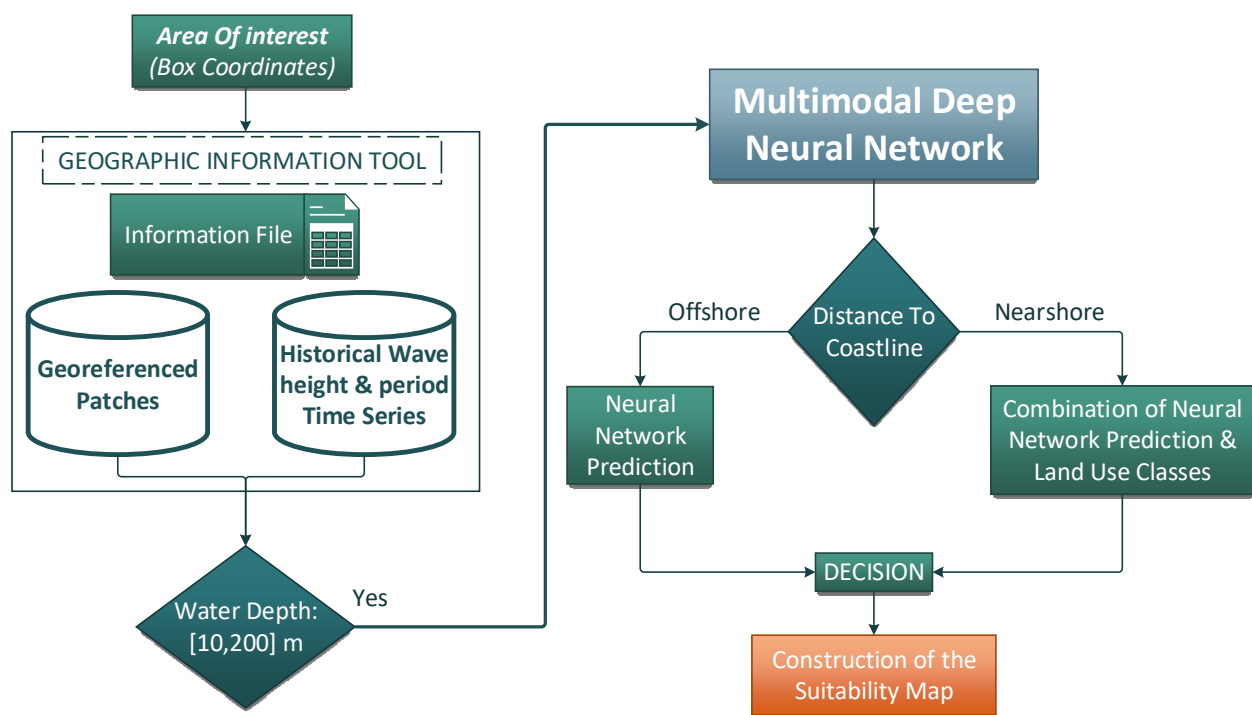 Area Of interest
(Box Coordinates)
GEOGRAPHIC INFORMATION TOOL
Information File
Georeferenced
Patches
Historical Wave
height & period
Time Series
Water Depth:
[10,200] m
Yes
Multimodal Deep
Neural Network
Distance To
Coastline
Offshore
Nearshore
Neural
Network
Prediction
Combination of Neural
Network Prediction &
Land Use Classes
DECISION
Construction of the
Suitability Map